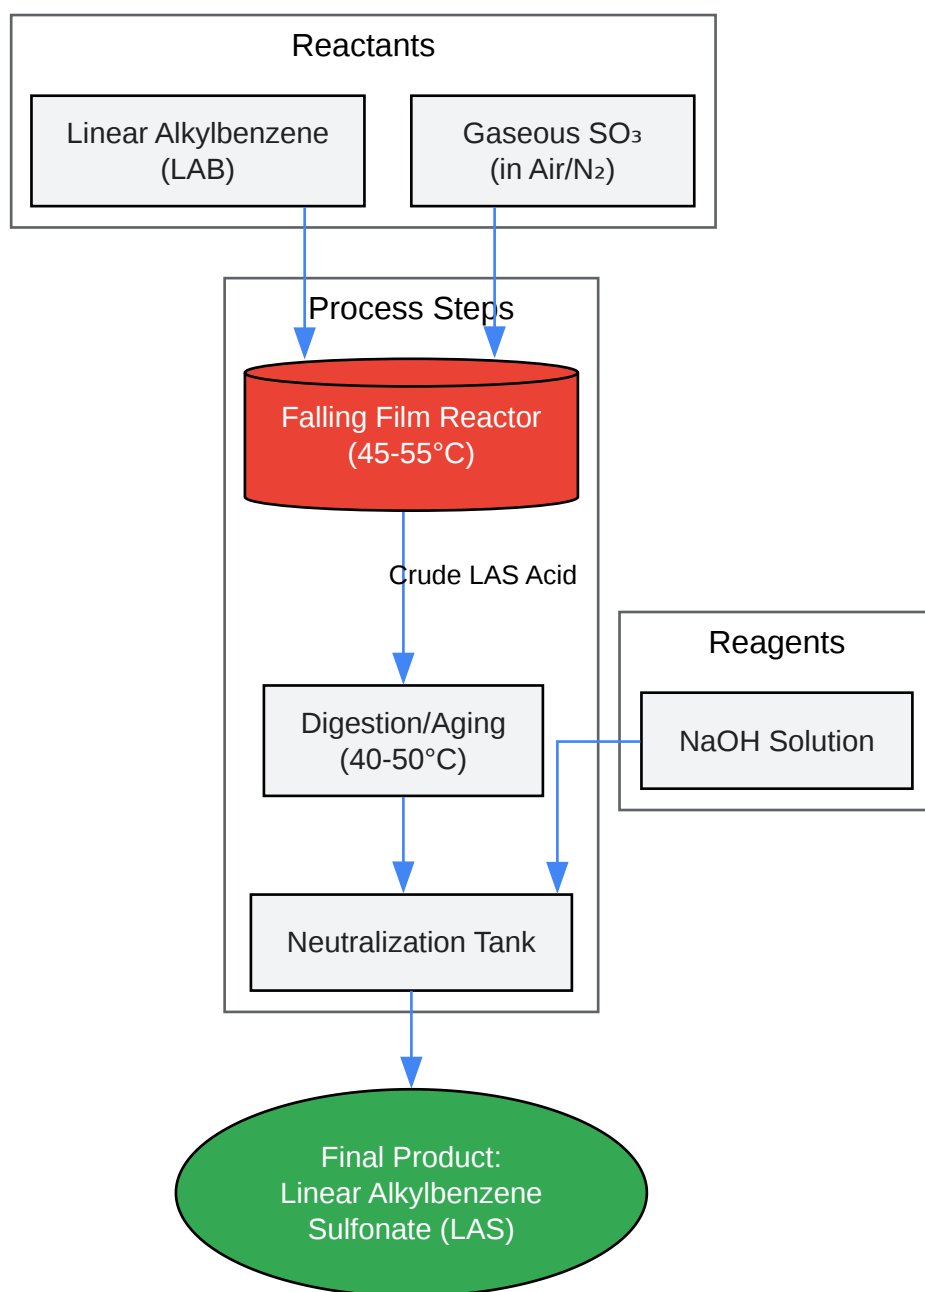 Reactants
Linear Alkylbenzene
(LAB)
Gaseous SO₃
(in Air/N₂)
Process Steps
Falling Film Reactor
(45-55°C)
Crude LAS Acid
Digestion/Aging
(40-50°C)
Reagents
NaOH Solution
Neutralization Tank
Final Product:
Linear Alkylbenzene
Sulfonate (LAS)